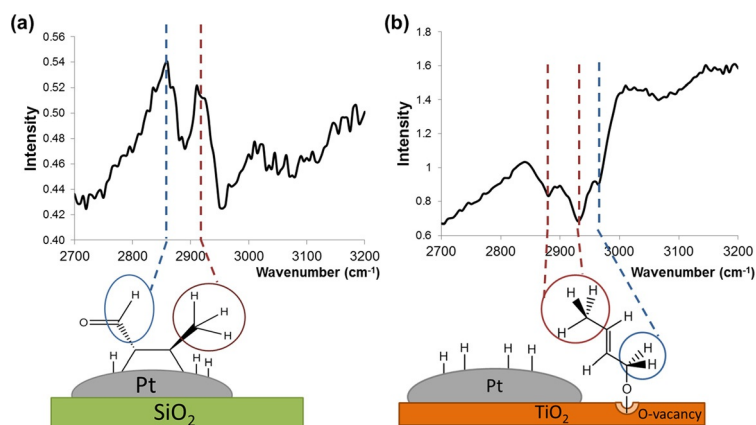 (a)
0.56
0.54
0.52
0.50
0.48
0.46
0.44
0.42
0.40
Intensity
2700 2800 2900 3000 3100 3200
Wavenumber (cm⁻¹)
H
O
H
H
H
H
H H
Pt
SiO₂
(b)
1.8
1.6
1.4
1.2
1
0.8
0.6
Intensity
2700 2800 2900 3000 3100 3200
Wavenumber (cm⁻¹)
H
H
H
H
H
H
H
O
H H H H
Pt
TiO₂
O-vacancy